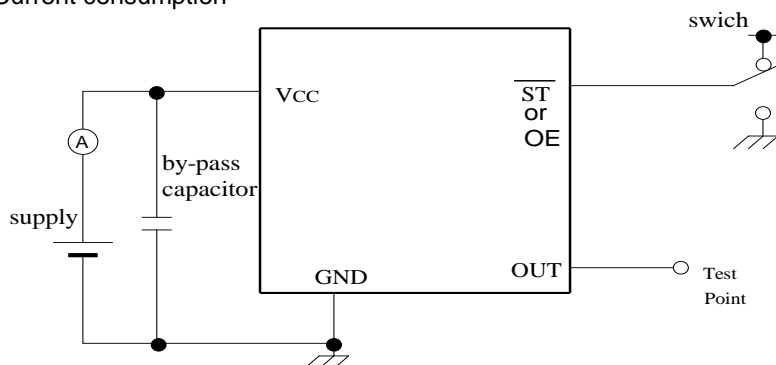 Current consumption
swich
VCC
ST
or
OE
A
by-pass
capacitor
supply
GND
OUT
Test
Point